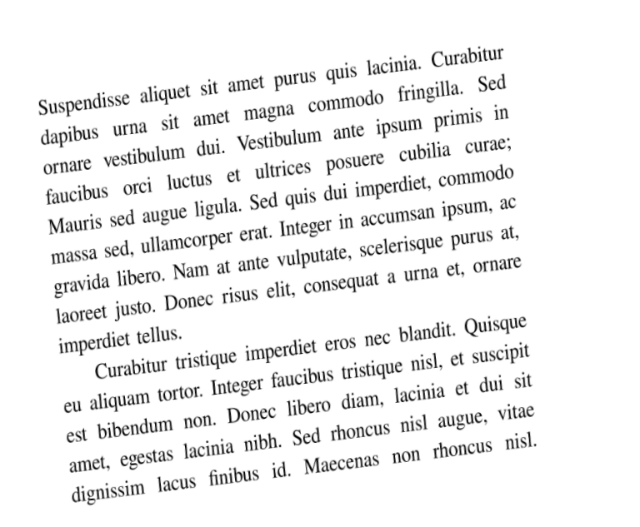 Suspendisse aliquet sit amet purus quis lacinia. Curabitur
dapibus urna sit amet magna commodo fringilla. Sed
ornare vestibulum dui. Vestibulum ante ipsum primis in
faucibus orci luctus et ultrices posuere cubilia curae;
Mauris sed augue ligula. Sed quis dui imperdiet, commodo
massa sed, ullamcorper erat. Integer in accumsan ipsum, ac
gravida libero. Nam at ante vulputate, scelerisque purus at,
laoreet justo. Donec risus elit, consequat a urna et, ornare
imperdiet tellus.
Curabitur tristique imperdiet eros nec blandit. Quisque
eu aliquam tortor. Integer faucibus tristique nisl, et suscipit
est bibendum non. Donec libero diam, lacinia et dui sit
amet, egestas lacinia nibh. Sed rhoncus nisl augue, vitae
dignissim lacus finibus id. Maecenas non rhoncus nisl.